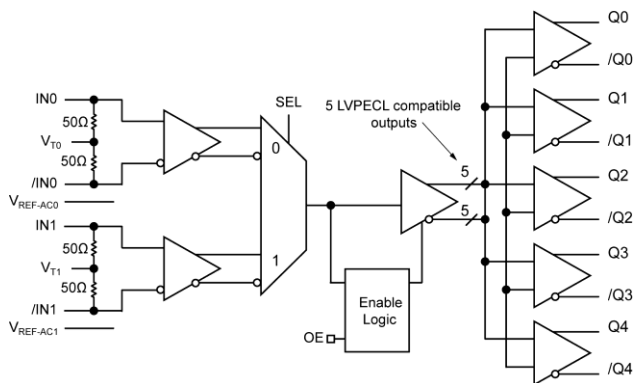 IN0
50Ω
VT0
50Ω
/IN0
VREF-AC0
IN1
50Ω
VT1
50Ω
/IN1
VREF-AC1
SEL
0
1
5 LVPECL compatible
outputs
5
5
Enable
Logic
OE
Q0
/Q0
Q1
/Q1
Q2
/Q2
Q3
/Q3
Q4
/Q4